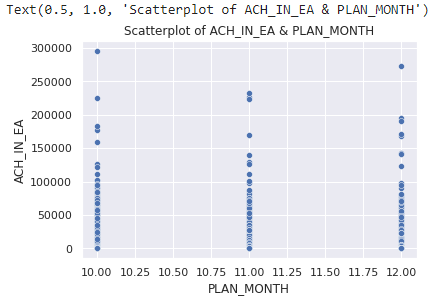 Text(0.5, 1.0, 'Scatterplot of ACH_IN_EA & PLAN_MONTH')
Scatterplot of ACH_IN_EA & PLAN_MONTH
300000
250000
200000
150000
100000
50000
0
ACH_IN_EA
10.00 10.25 10.50 10.75 11.00 11.25 11.50 11.75 12.00
PLAN_MONTH